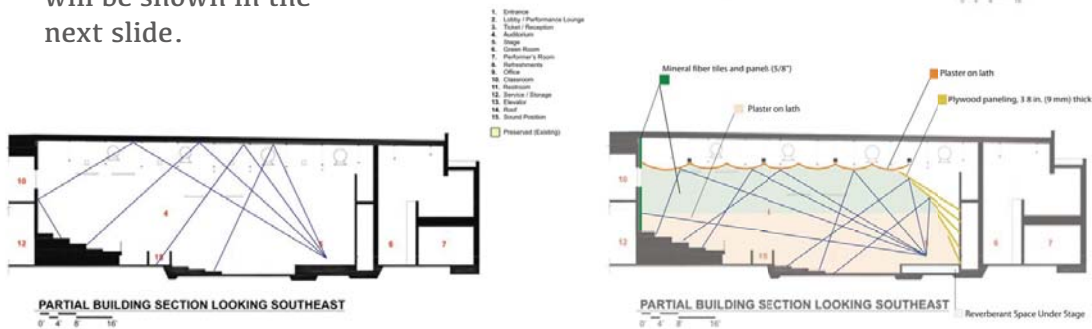 will be shown in the
next slide.
1. Entrance
2. Lobby / Performance Lounge
3. Ticket / Reception
4. Auditorium
5. Stage
6. Green Room
7. Performer's Room
8. Refreshments
9. Office
10. Classroom
11. Restroom
12. Service / Storage
13. Elevator
14. Roof
15. Sound Position
Preserved (Existing)
10
4
5
12
15
6
7
PARTIAL BUILDING SECTION LOOKING SOUTHEAST
0' 4' 8' 16'
Mineral fiber tiles and panels (5/8")
Plaster on lath
Plaster on lath
Plywood paneling, 3.8 in. (9 mm) thick
10
12
15
6
7
PARTIAL BUILDING SECTION LOOKING SOUTHEAST
0' 4' 8' 16'
Reverberant Space Under Stage